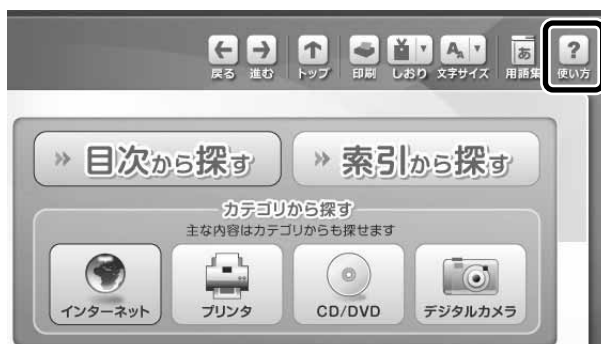 戻る 進む トップ 印刷 しおり 文字サイズ 用語集 使い方
目次から探す 索引から探す
カテゴリから探す
主な内容はカテゴリからも探せます
インターネット プリンタ CD/DVD デジタルカメラ